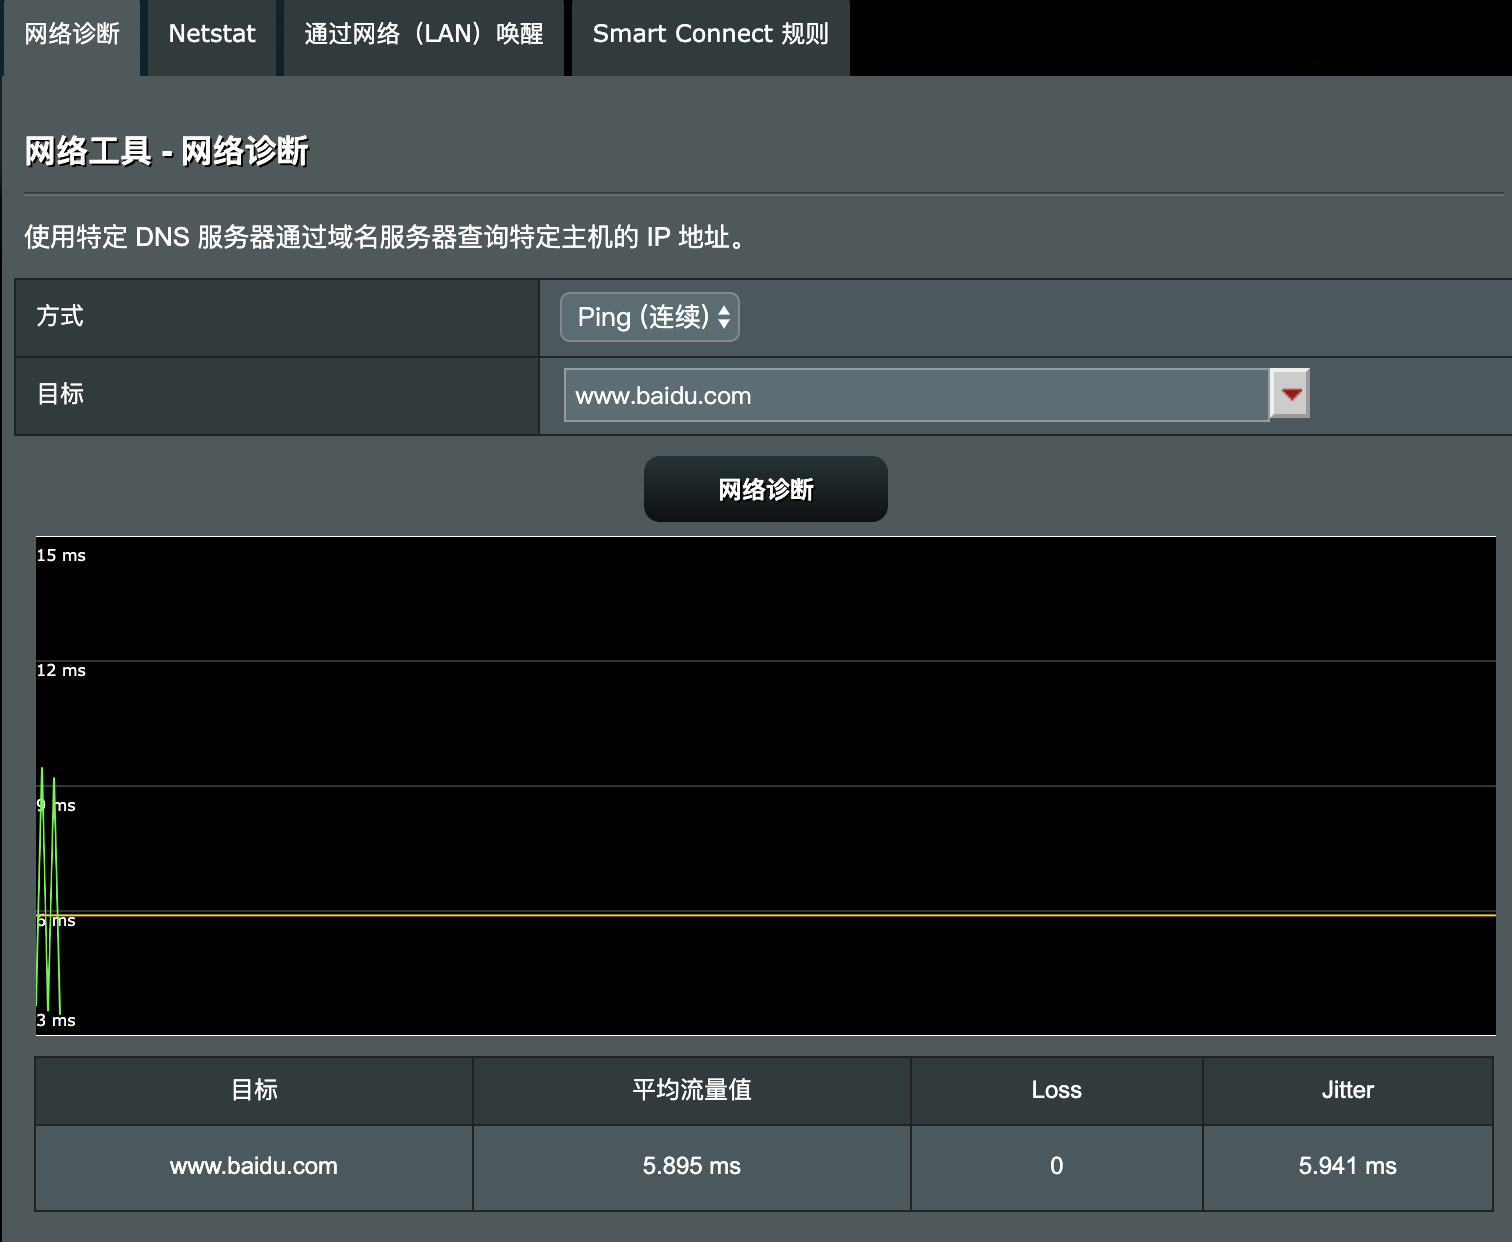 网络诊断 Netstat 通过网络（LAN）唤醒 Smart Connect 规则
网络工具 - 网络诊断
使用特定 DNS 服务器通过域名服务器查询特定主机的 IP 地址。
方式 Ping (连续)
目标 www.baidu.com
网络诊断
15 ms
12 ms
9 ms
6 ms
3 ms
目标 平均流量值 Loss Jitter
www.baidu.com 5.895 ms 0 5.941 ms